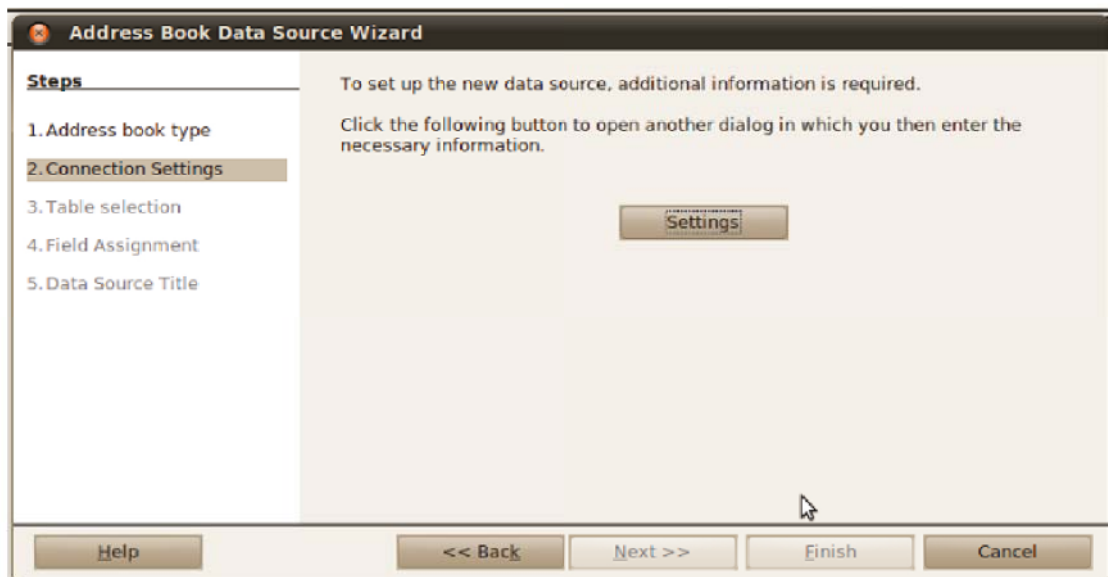 Address Book Data Source Wizard
Steps
1. Address book type
2. Connection Settings
3. Table selection
4. Field Assignment
5. Data Source Title
To set up the new data source, additional information is required.
Click the following button to open another dialog in which you then enter the
necessary information.
Settings
Help
<< Back
Next >>
Finish
Cancel